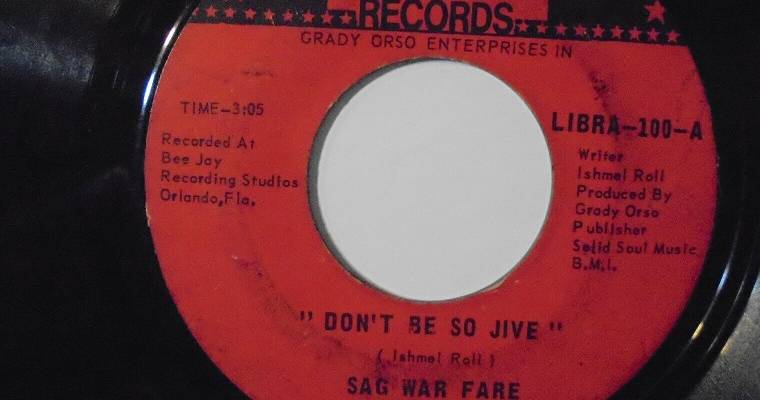 RECORDS
GRADY ORSO ENTERPRISES IN
TIME-3:05
Recorded At
Bee Jay
Recording Studios
Orlando, Fla.
LIBRA-100-A
Writer
Ishmel Roll
Produced By
Grady Orso
Publisher
Solid Soul Music
B.M.I.
" DON'T BE SO JIVE "
( Ishmel Roll )
SAG WAR FARE